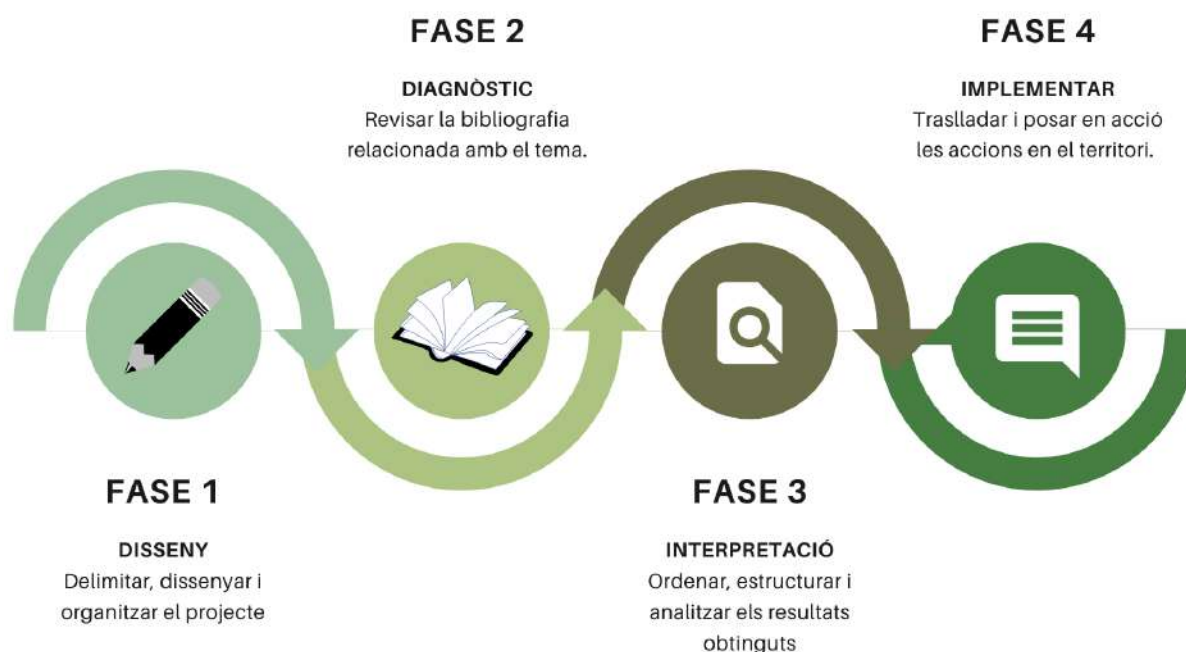 FASE 1
DISSENY
Delimitar, dissenyar i
organitzar el projecte
FASE 2
DIAGNÒSTIC
Revisar la bibliografia
relacionada amb el tema.
FASE 3
INTERPRETACIÓ
Ordenar, estructurar i
analitzar els resultats
obtinguts
FASE 4
IMPLEMENTAR
Traslladar i posar en acció
les accions en el territori.